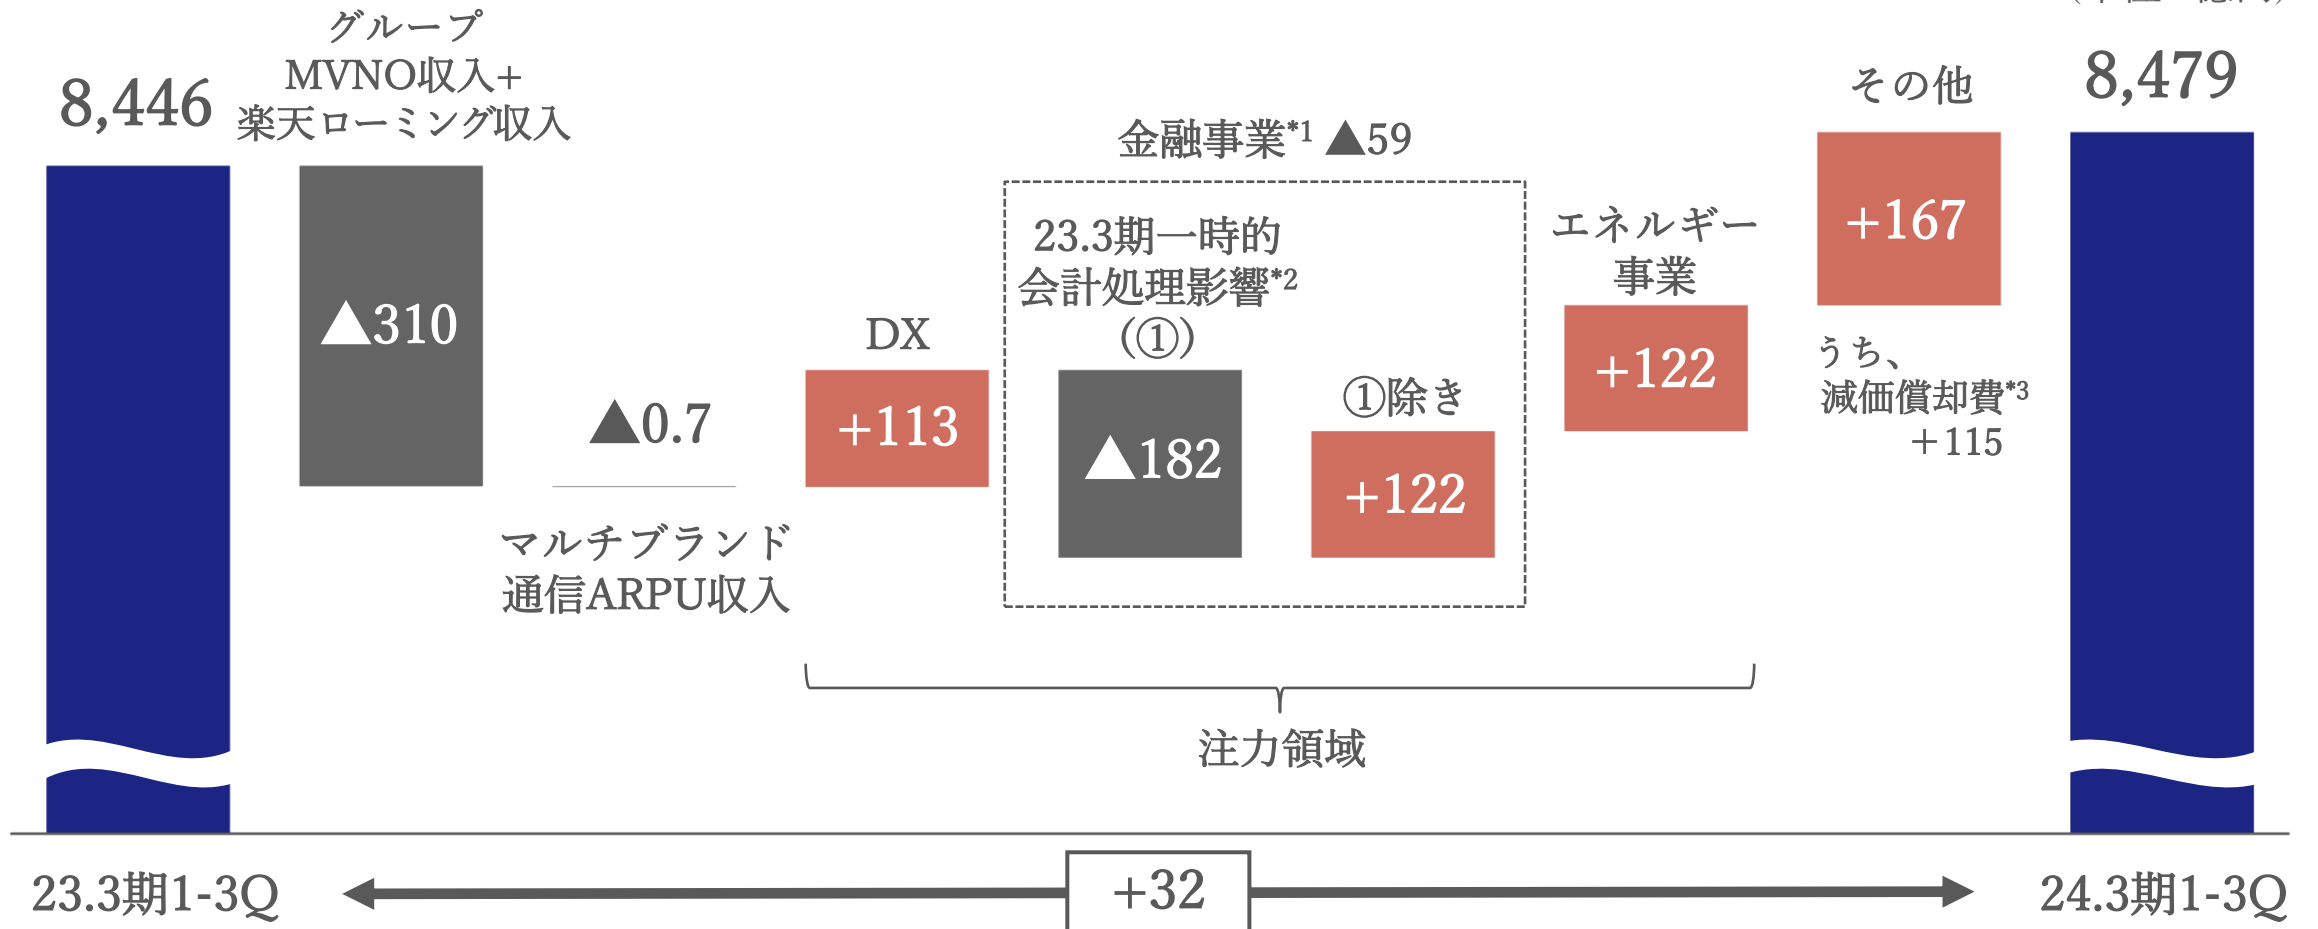 8,446
グループ
MVNO収入+
楽天ローミング収入
▲310
▲0.7
マルチブランド
通信ARPU収入
DX
+113
金融事業*1 ▲59
23.3期一時的
会計処理影響*2
(①)
▲182
①除き
+122
エネルギー
事業
+122
その他
+167
うち、
減価償却費*3
+115
8,479
注力領域
23.3期1-3Q
+32
24.3期1-3Q